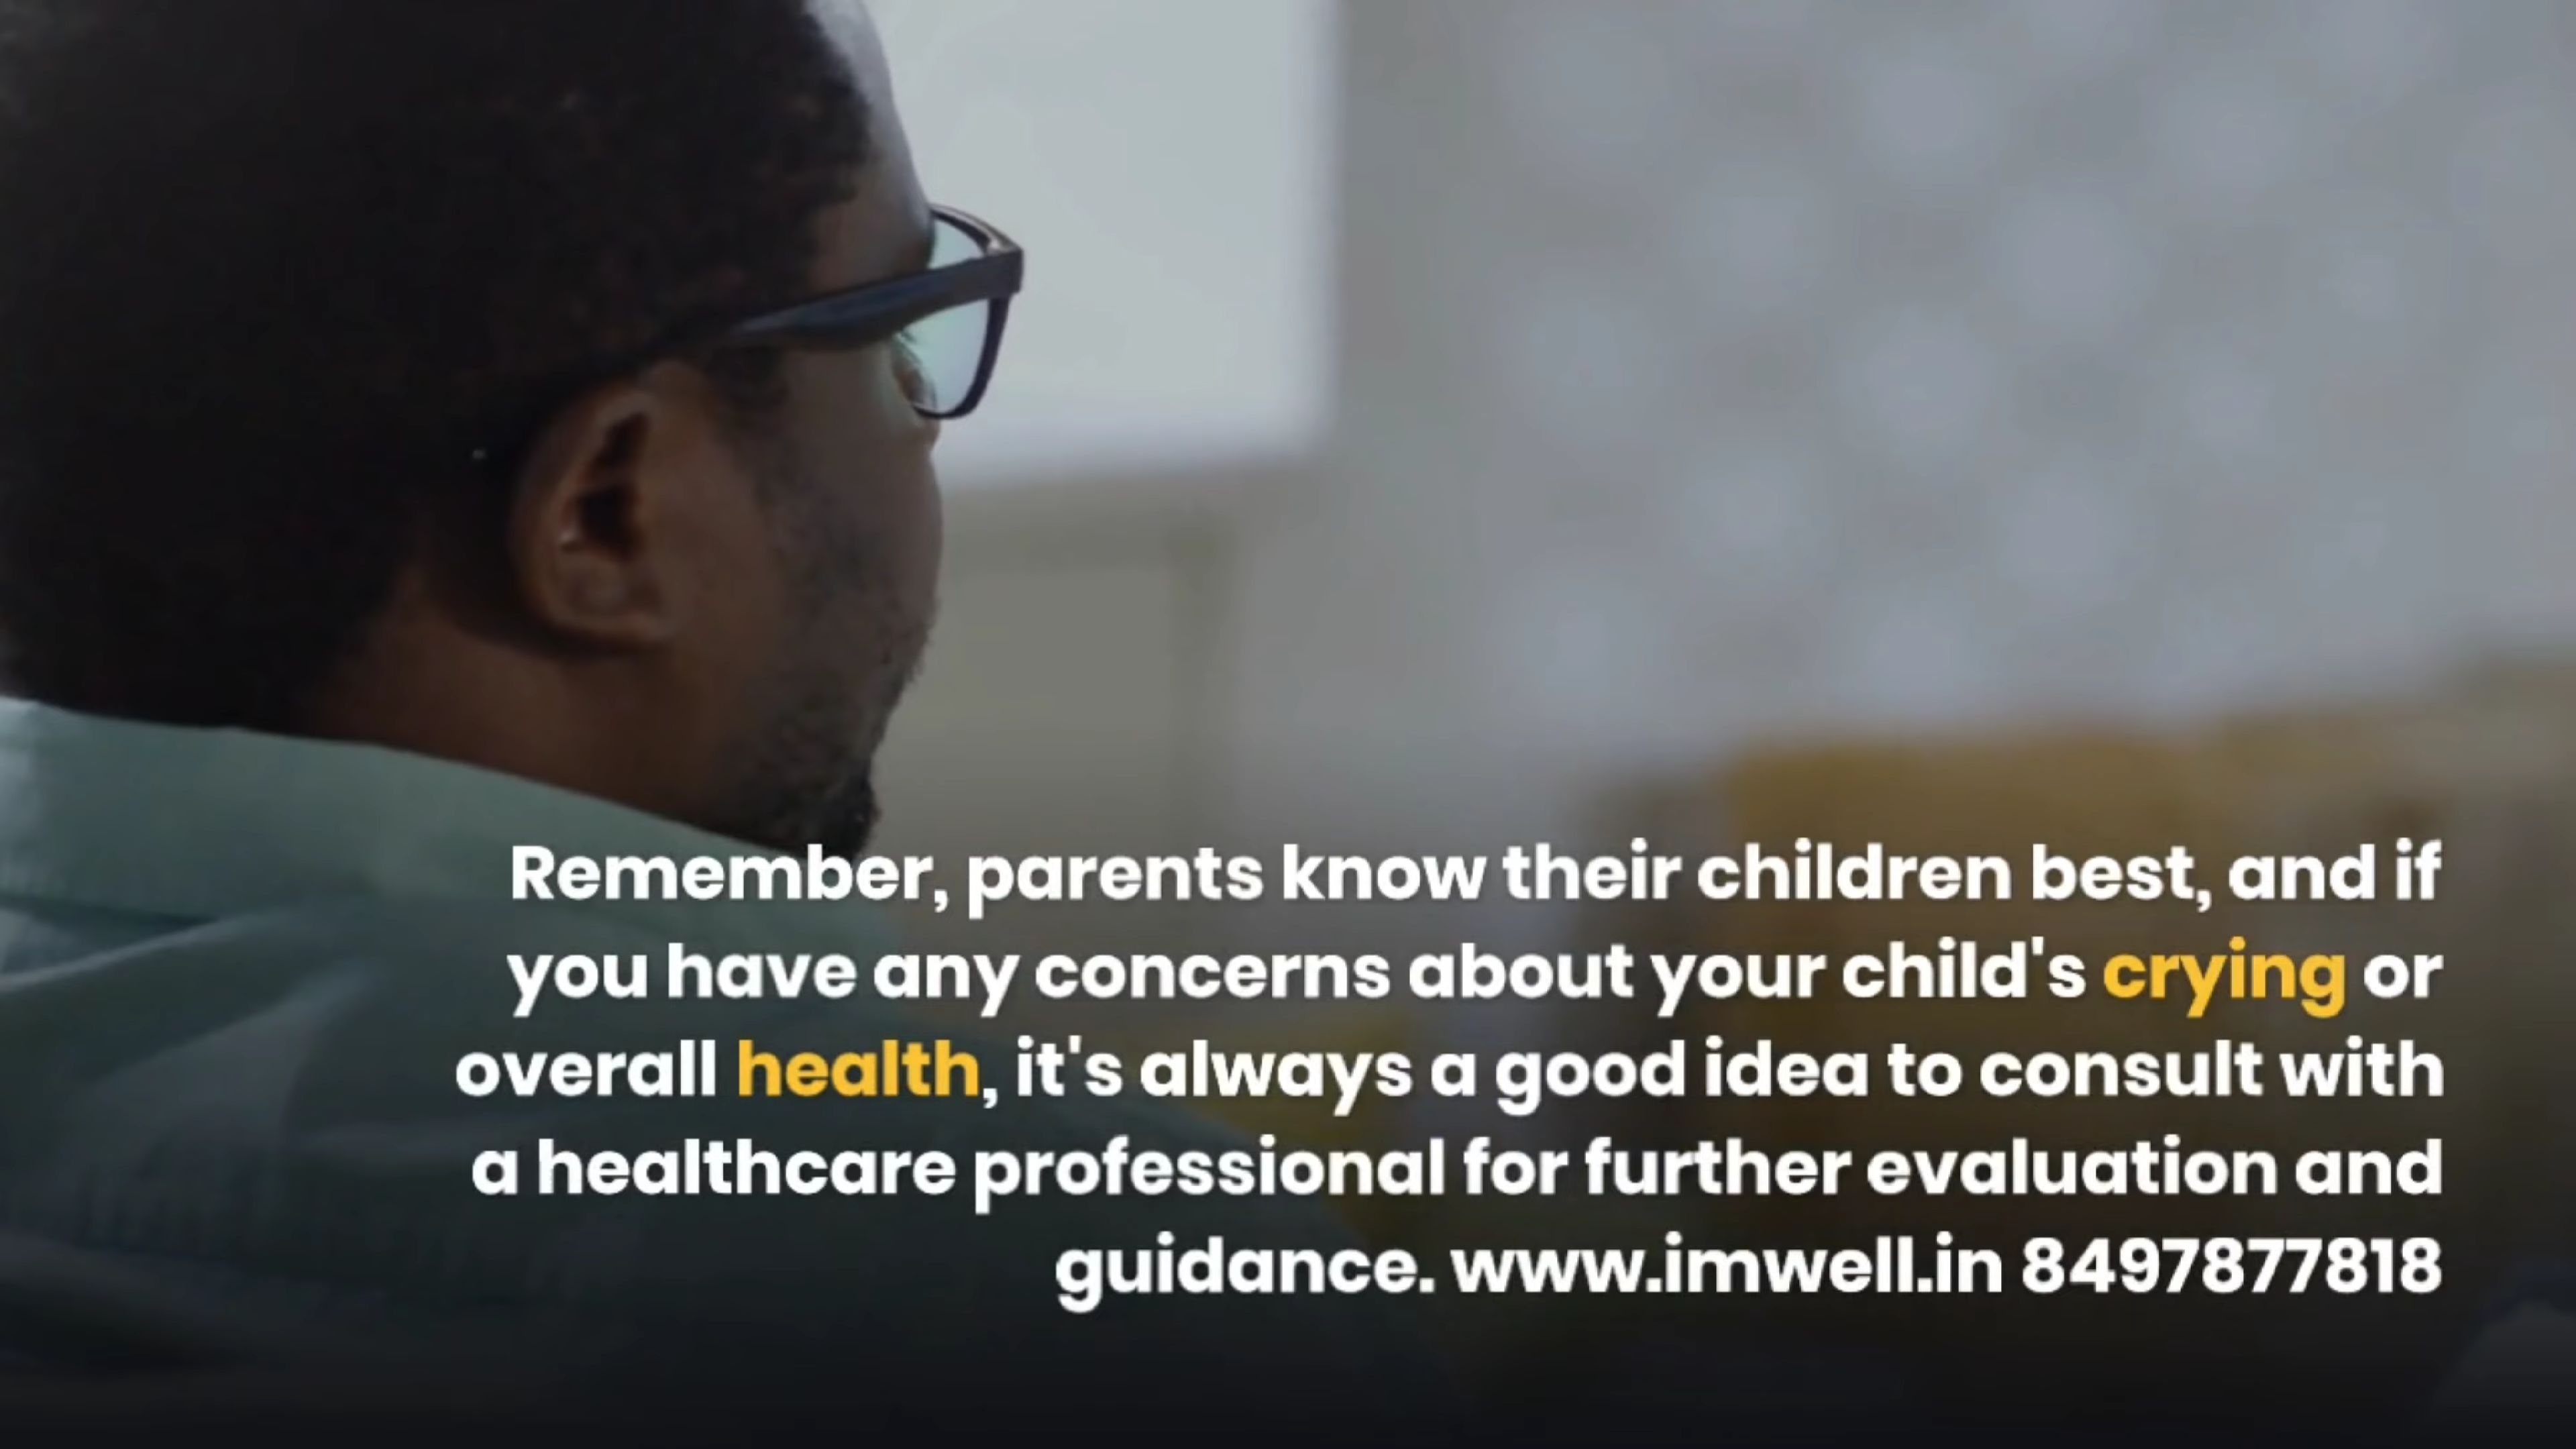 Remember, parents know their children best, and if
you have any concerns about your child's crying or
overall health, it's always a good idea to consult with
a healthcare professional for further evaluation and
guidance. www.imwell.in 8497877818